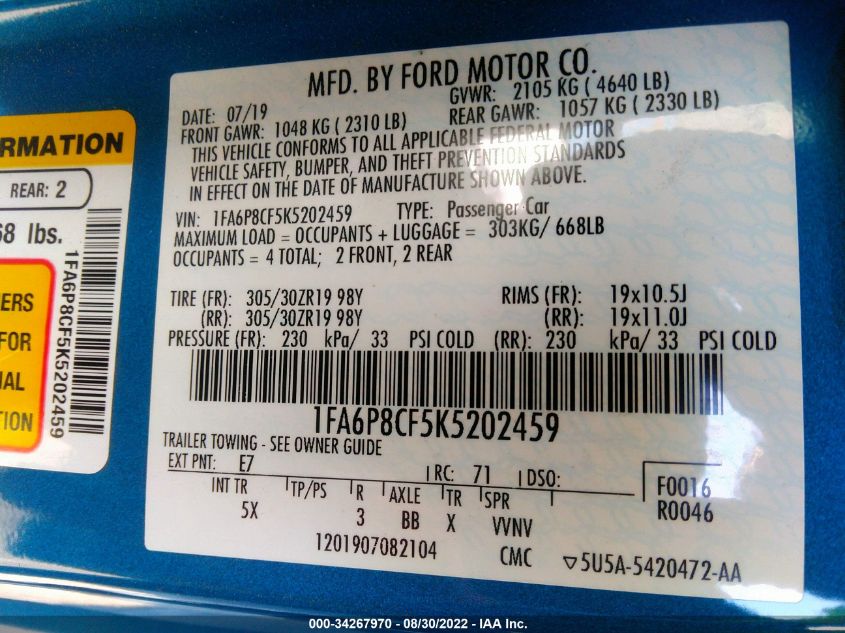 MFD. BY FORD MOTOR CO.
DATE: 07/19 GVWR: 2105 KG ( 4640 LB)
FRONT GAWR: 1048 KG ( 2310 LB) REAR GAWR: 1057 KG ( 2330 LB)
THIS VEHICLE CONFORMS TO ALL APPLICABLE FEDERAL MOTOR
VEHICLE SAFETY, BUMPER, AND THEFT PREVENTION STANDARDS
IN EFFECT ON THE DATE OF MANUFACTURE SHOWN ABOVE.
VIN: 1FA6P8CF5K5202459 TYPE: Passenger Car
MAXIMUM LOAD = OCCUPANTS + LUGGAGE = 303KG/ 668LB
OCCUPANTS = 4 TOTAL; 2 FRONT, 2 REAR
TIRE (FR): 305/30ZR19 98Y RIMS (FR): 19x10.5J
(RR): 305/30ZR19 98Y (RR): 19x11.0J
PRESSURE (FR): 230 kPa/ 33 PSI COLD (RR): 230 kPa/ 33 PSI COLD
1FA6P8CF5K5202459
TRAILER TOWING - SEE OWNER GUIDE
EXT PNT: E7 RC: 71 DSO:
INT TR TP/PS R AXLE TR SPR
5X 3 BB X VVNV
F0016
R0046
1201907082104 CMC ▽5U5A-5420472-AA
RMATION
REAR: 2
68 lbs.
1FA6P8CF5K5202459
ERS
FOR
IAL
TION
000-34267970 - 08/30/2022 - IAA Inc.